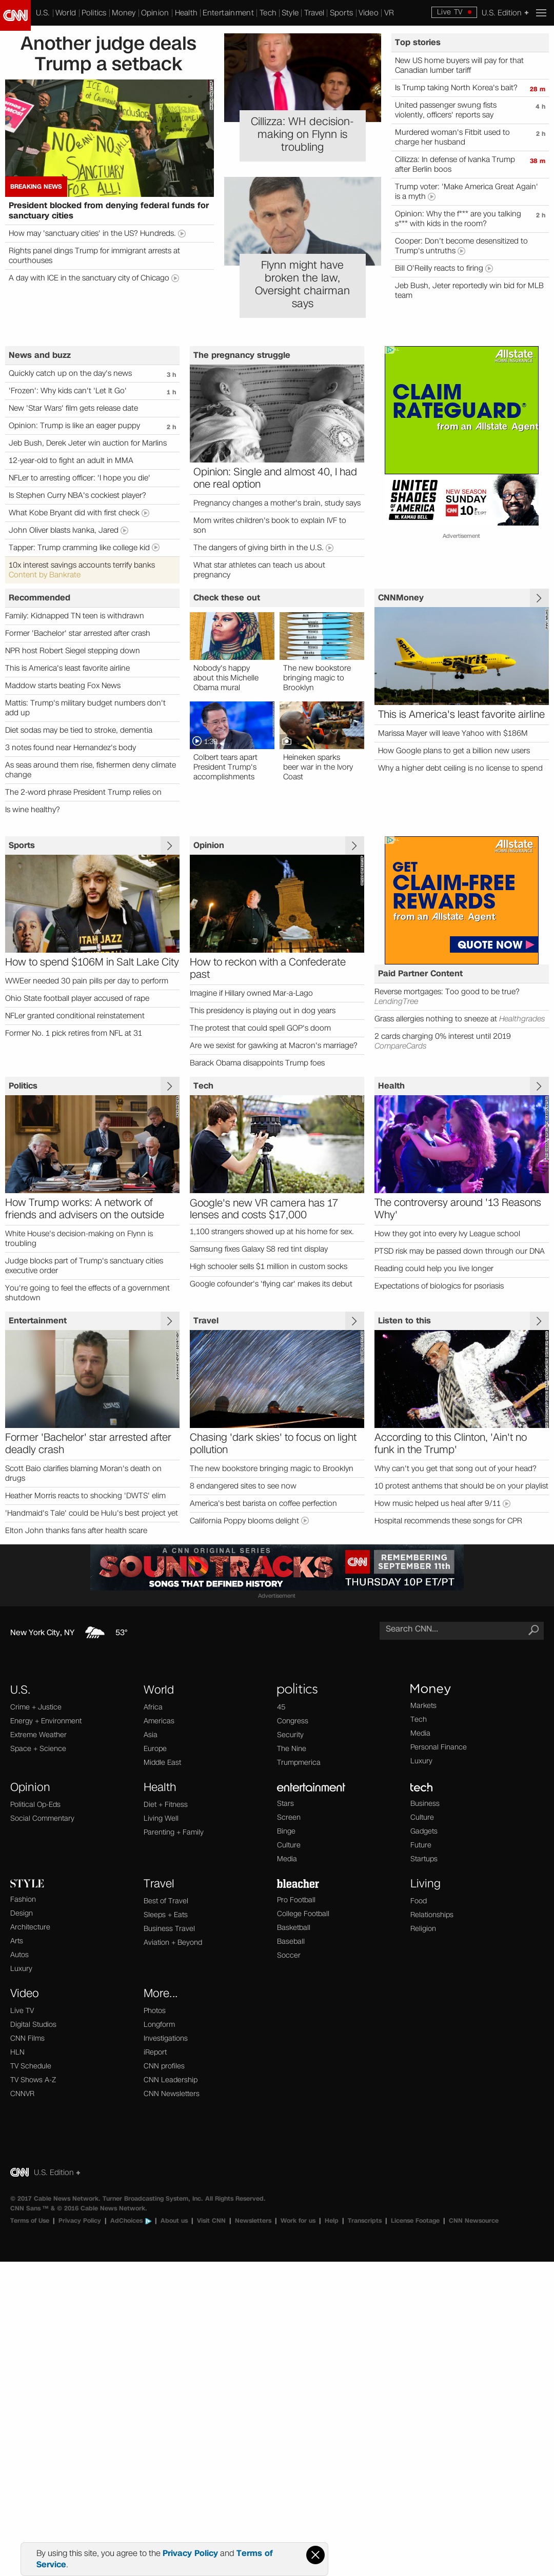 CNN
U.S. World Politics Money Opinion Health Entertainment Tech Style Travel Sports Video VR
Live TV
U.S. Edition +
Another judge deals
Trump a setback
BREAKING NEWS
President blocked from denying federal funds for
sanctuary cities
How may 'sanctuary cities' in the US? Hundreds.
Rights panel dings Trump for immigrant arrests at
courthouses
A day with ICE in the sanctuary city of Chicago
Cillizza: WH decision-
making on Flynn is
troubling
Flynn might have
broken the law,
Oversight chairman
says
Top stories
New US home buyers will pay for that
Canadian lumber tariff
Is Trump taking North Korea's bait?
28 m
United passenger swung fists
violently, officers' reports say
4 h
Murdered woman's Fitbit used to
charge her husband
2 h
Cillizza: In defense of Ivanka Trump
after Berlin boos
38 m
Trump voter: 'Make America Great Again'
is a myth
Opinion: Why the f*** are you talking
s*** with kids in the room?
2 h
Cooper: Don't become desensitized to
Trump's untruths
Bill O'Reilly reacts to firing
Jeb Bush, Jeter reportedly win bid for MLB
team
News and buzz
Quickly catch up on the day's news
3 h
'Frozen': Why kids can't 'Let It Go'
1 h
New 'Star Wars' film gets release date
Opinion: Trump is like an eager puppy
2 h
Jeb Bush, Derek Jeter win auction for Marlins
12-year-old to fight an adult in MMA
NFLer to arresting officer: 'I hope you die'
Is Stephen Curry NBA's cockiest player?
What Kobe Bryant did with first check
John Oliver blasts Ivanka, Jared
Tapper: Trump cramming like college kid
10x interest savings accounts terrify banks
Content by Bankrate
The pregnancy struggle
Opinion: Single and almost 40, I had
one real option
Pregnancy changes a mother's brain, study says
Mom writes children's book to explain IVF to
son
The dangers of giving birth in the U.S.
What star athletes can teach us about
pregnancy
Allstate
CLAIM
RATEGUARD®
from an Allstate Agent
UNITED
SHADES
OF AMERICA
W. KAMAU BELL
NEW SEASON
SUNDAY
CNN 10P ET/PT
Advertisement
Recommended
Family: Kidnapped TN teen is withdrawn
Former 'Bachelor' star arrested after crash
NPR host Robert Siegel stepping down
This is America's least favorite airline
Maddow starts beating Fox News
Mattis: Trump's military budget numbers don't
add up
Diet sodas may be tied to stroke, dementia
3 notes found near Hernandez's body
As seas around them rise, fishermen deny climate
change
The 2-word phrase President Trump relies on
Is wine healthy?
Check these out
Nobody's happy
about this Michelle
Obama mural
The new bookstore
bringing magic to
Brooklyn
Colbert tears apart
President Trump's
accomplishments
Heineken sparks
beer war in the Ivory
Coast
CNNMoney
spirit
This is America's least favorite airline
Marissa Mayer will leave Yahoo with $186M
How Google plans to get a billion new users
Why a higher debt ceiling is no license to spend
Sports
ITAH JAZZ
How to spend $106M in Salt Lake City
WWEer needed 30 pain pills per day to perform
Ohio State football player accused of rape
NFLer granted conditional reinstatement
Former No. 1 pick retires from NFL at 31
Opinion
How to reckon with a Confederate
past
Imagine if Hillary owned Mar-a-Lago
This presidency is playing out in dog years
The protest that could spell GOP's doom
Are we sexist for gawking at Macron's marriage?
Barack Obama disappoints Trump foes
Allstate
GET
CLAIM-FREE
REWARDS
from an Allstate Agent
QUOTE NOW
Paid Partner Content
Reverse mortgages: Too good to be true?
LendingTree
Grass allergies nothing to sneeze at Healthgrades
2 cards charging 0% interest until 2019
CompareCards
Politics
How Trump works: A network of
friends and advisers on the outside
White House's decision-making on Flynn is
troubling
Judge blocks part of Trump's sanctuary cities
executive order
You're going to feel the effects of a government
shutdown
Tech
Google's new VR camera has 17
lenses and costs $17,000
1,100 strangers showed up at his home for sex.
Samsung fixes Galaxy S8 red tint display
High schooler sells $1 million in custom socks
Google cofounder's 'flying car' makes its debut
Health
The controversy around '13 Reasons
Why'
How they got into every Ivy League school
PTSD risk may be passed down through our DNA
Reading could help you live longer
Expectations of biologics for psoriasis
Entertainment
Former 'Bachelor' star arrested after
deadly crash
Scott Baio clarifies blaming Moran's death on
drugs
Heather Morris reacts to shocking 'DWTS' elim
'Handmaid's Tale' could be Hulu's best project yet
Elton John thanks fans after health scare
Travel
Chasing 'dark skies' to focus on light
pollution
The new bookstore bringing magic to Brooklyn
8 endangered sites to see now
America's best barista on coffee perfection
California Poppy blooms delight
Listen to this
According to this Clinton, 'Ain't no
funk in the Trump'
Why can't you get that song out of your head?
10 protest anthems that should be on your playlist
How music helped us heal after 9/11
Hospital recommends these songs for CPR
A CNN ORIGINAL SERIES
SOUNDTRACKS
SONGS THAT DEFINED HISTORY
CNN REMEMBERING
SEPTEMBER 11th
THURSDAY 10P ET/PT
Advertisement
New York City, NY 53°
Search CNN...
U.S.
Crime + Justice
Energy + Environment
Extreme Weather
Space + Science
World
Africa
Americas
Asia
Europe
Middle East
politics
45
Congress
Security
The Nine
Trumpmerica
Money
Markets
Tech
Media
Personal Finance
Luxury
Opinion
Political Op-Eds
Social Commentary
Health
Diet + Fitness
Living Well
Parenting + Family
entertainment
Stars
Screen
Binge
Culture
Media
tech
Business
Culture
Gadgets
Future
Startups
STYLE
Fashion
Design
Architecture
Arts
Autos
Luxury
Travel
Best of Travel
Sleeps + Eats
Business Travel
Aviation + Beyond
bleacher
Pro Football
College Football
Basketball
Baseball
Soccer
Living
Food
Relationships
Religion
Video
Live TV
Digital Studios
CNN Films
HLN
TV Schedule
TV Shows A-Z
CNNVR
More...
Photos
Longform
Investigations
iReport
CNN profiles
CNN Leadership
CNN Newsletters
CNN U.S. Edition +
© 2017 Cable News Network. Turner Broadcasting System, Inc. All Rights Reserved.
CNN Sans ™ & © 2016 Cable News Network.
Terms of Use | Privacy Policy | AdChoices | About us | Visit CNN | Newsletters | Work for us | Help | Transcripts | License Footage | CNN Newsource
By using this site, you agree to the Privacy Policy and Terms of
Service.